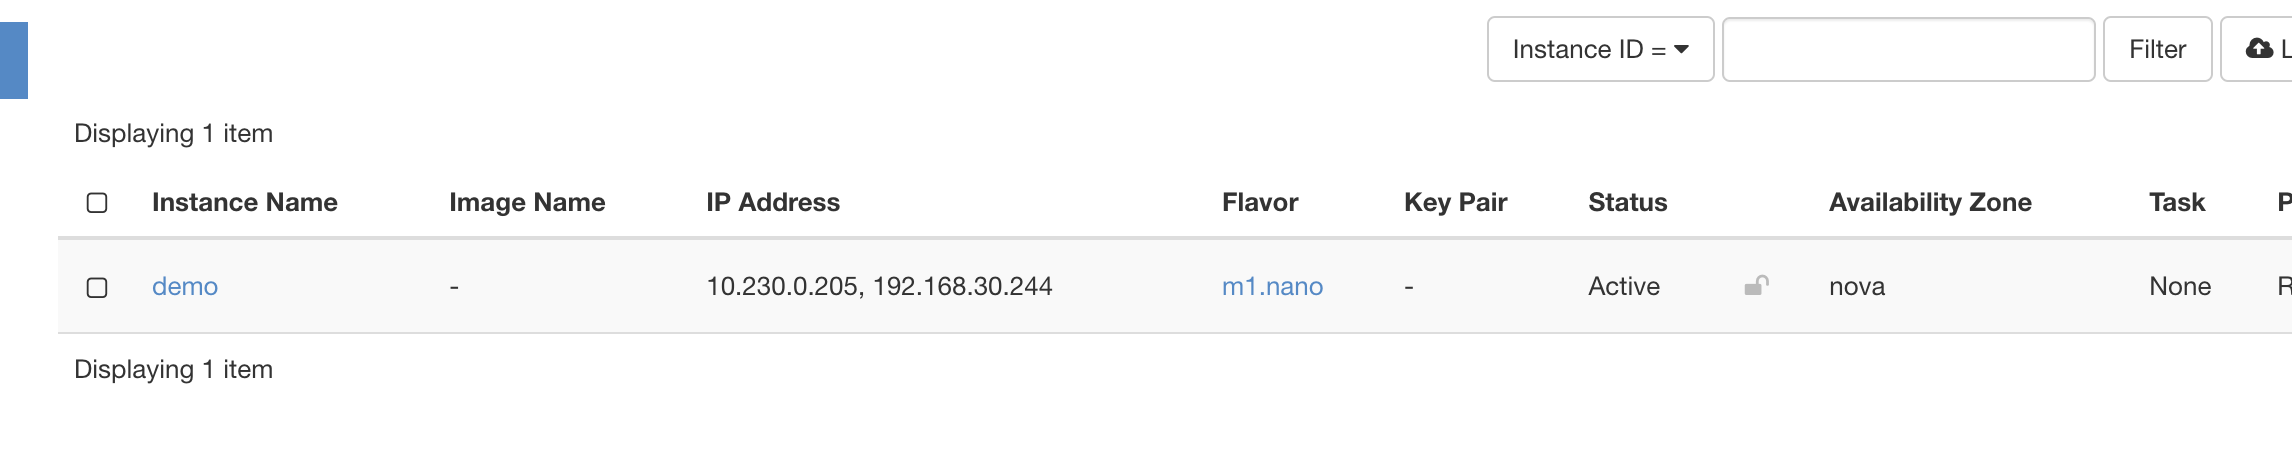 Instance ID = Filter
Displaying 1 item
Instance Name Image Name IP Address Flavor Key Pair Status Availability Zone Task
demo - 10.230.0.205, 192.168.30.244 m1.nano - Active nova None
Displaying 1 item